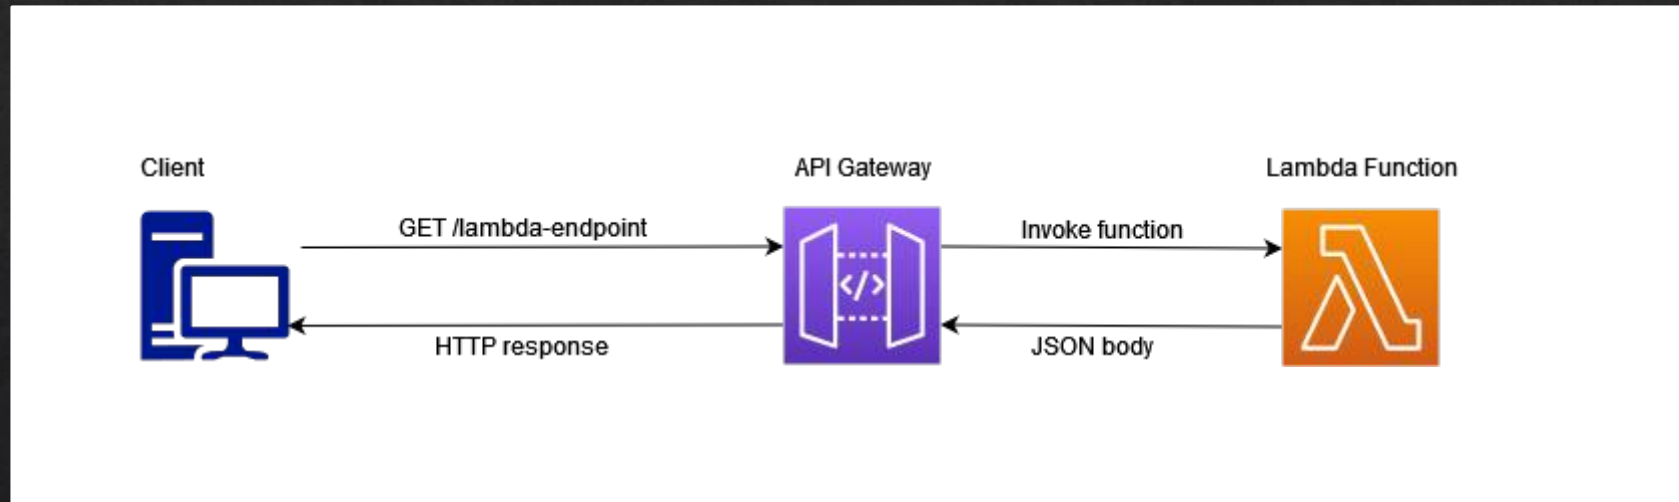 Client
API Gateway
Lambda Function
GET /lambda-endpoint
Invoke function
</>
HTTP response
JSON body